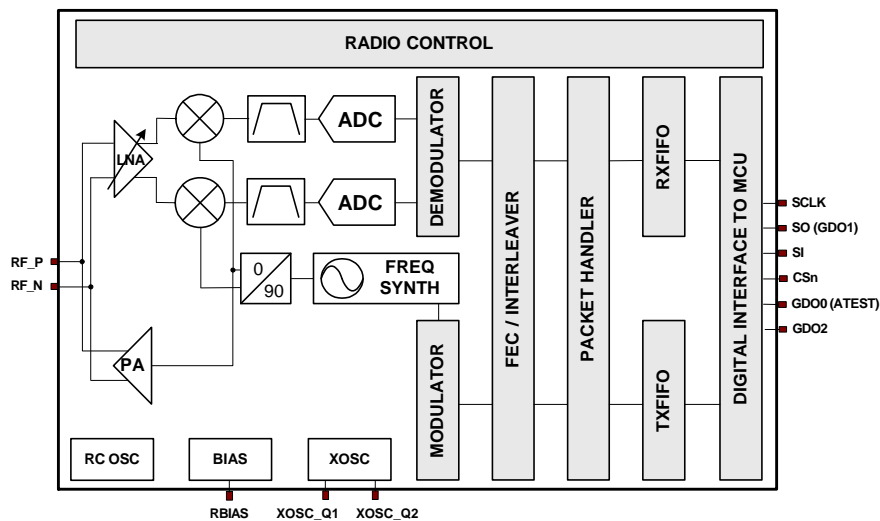 RADIO CONTROL
LNA
ADC
ADC
DEMODULATOR
FEC / INTERLEAVER
PACKET HANDLER
RXFIFO
DIGITAL INTERFACE TO MCU
SCLK
SO (GDO1)
SI
CSn
GDO0 (ATEST)
GDO2
RF_P
RF_N
0
90
FREQ
SYNTH
PA
MODULATOR
TXFIFO
RC OSC
BIAS
XOSC
RBIAS
XOSC_Q1
XOSC_Q2